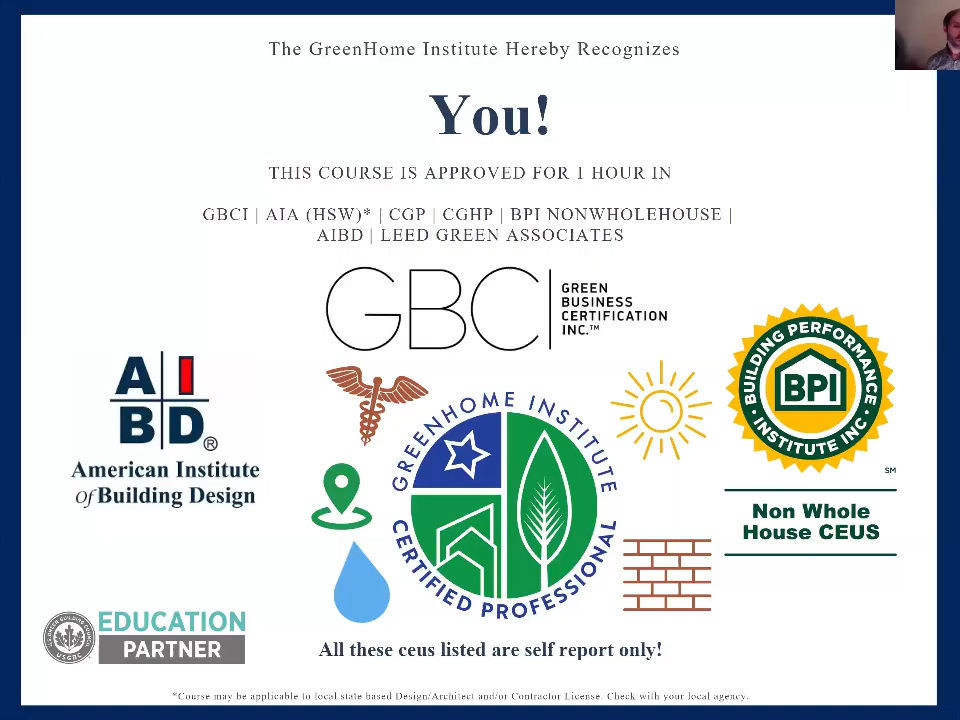 The GreenHome Institute Hereby Recognizes
You!
THIS COURSE IS APPROVED FOR 1 HOUR IN
GBCI | AIA (HSW)* | CGP | CGHP | BPI NONWHOLEHOUSE |
AIBD | LEED GREEN ASSOCIATES
GBCI
GREEN
BUSINESS
CERTIFICATION
INC.™
A I
B D®
American Institute
Of Building Design
GREENHOME INSTITUTE
CERTIFIED PROFESSIONAL
BUILDING PERFORMANCE
BPI
INSTITUTE INC
SM
Non Whole
House CEUS
USGBC
EDUCATION
PARTNER
All these ceus listed are self report only!
*Course may be applicable to local state based Design/Architect and/or Contractor License. Check with your local agency.